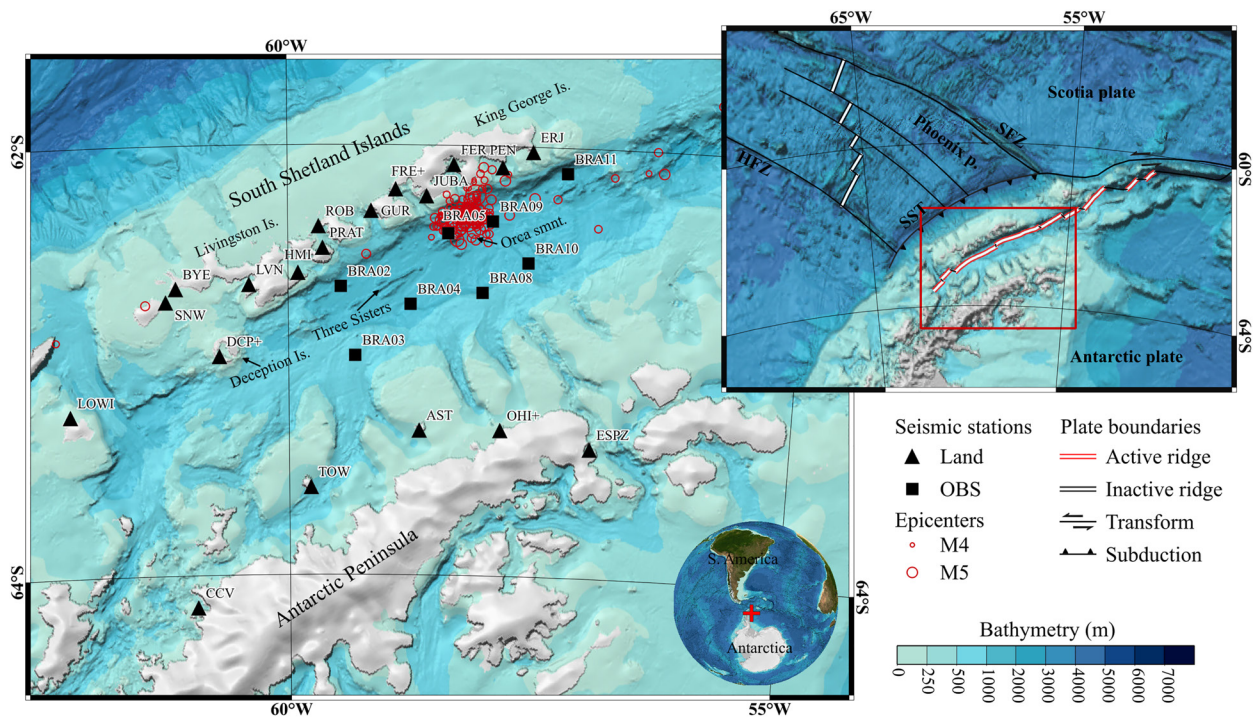 60°W
65°W
55°W
62°S
King George Is.
South Shetland Islands
ERJ
FER
PEN
BRA11
FRE+
JUBA
BRA09
BRA05
GUR
ROB
Orca smnt.
Livingston Is.
PRAT
BRA10
HMI
LVN
BRA02
BYE
BRA08
BRA04
SNW
Three Sisters
DCP+
BRA03
Deception Is.
LOWI
AST
OHI+
ESPZ
TOW
Antarctic Peninsula
CCV
64°S
64°S
60°W
55°W
S. America
Antarctica
Scotia plate
SFZ
Phoenix p.
HFZ
60°S
SST
64°S
Antarctic plate
Seismic stations
Land
OBS
Epicenters
M4
M5
Plate boundaries
Active ridge
Inactive ridge
Transform
Subduction
Bathymetry (m)
0
250
500
1000
2000
3000
4000
5000
6000
7000